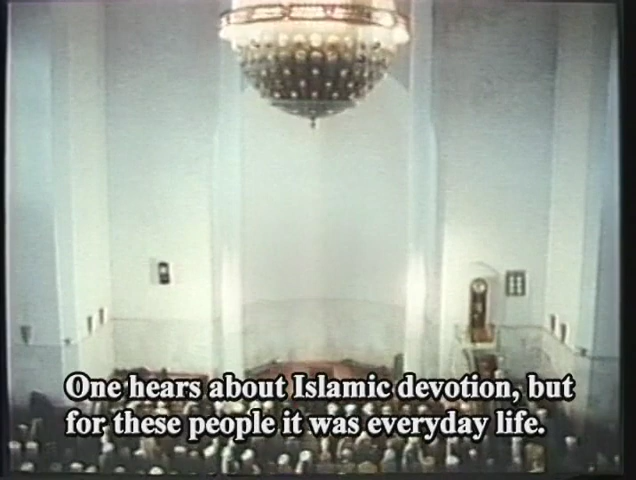 One hears about Islamic devotion, but
for these people it was everyday life.